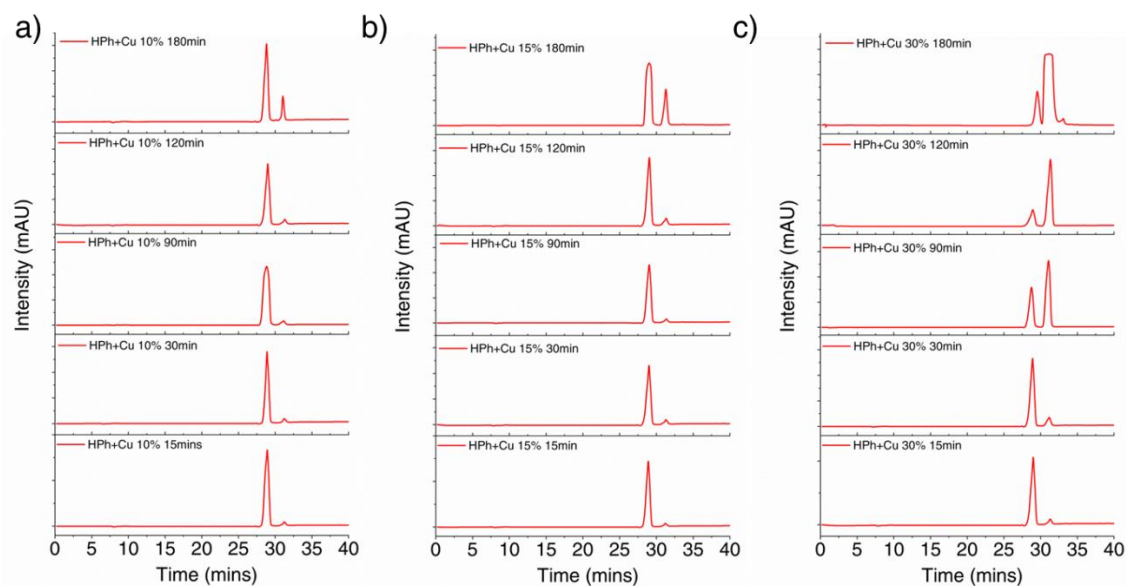 a)
Intensity (mAU)
HPh+Cu 10% 180min
HPh+Cu 10% 120min
HPh+Cu 10% 90min
HPh+Cu 10% 30min
HPh+Cu 10% 15mins
0 5 10 15 20 25 30 35 40
Time (mins)
b)
Intensity (mAU)
HPh+Cu 15% 180min
HPh+Cu 15% 120min
HPh+Cu 15% 90min
HPh+Cu 15% 30min
HPh+Cu 15% 15min
0 5 10 15 20 25 30 35 40
Time (mins)
c)
Intensity (mAU)
HPh+Cu 30% 180min
HPh+Cu 30% 120min
HPh+Cu 30% 90min
HPh+Cu 30% 30min
HPh+Cu 30% 15min
0 5 10 15 20 25 30 35 40
Time (mins)